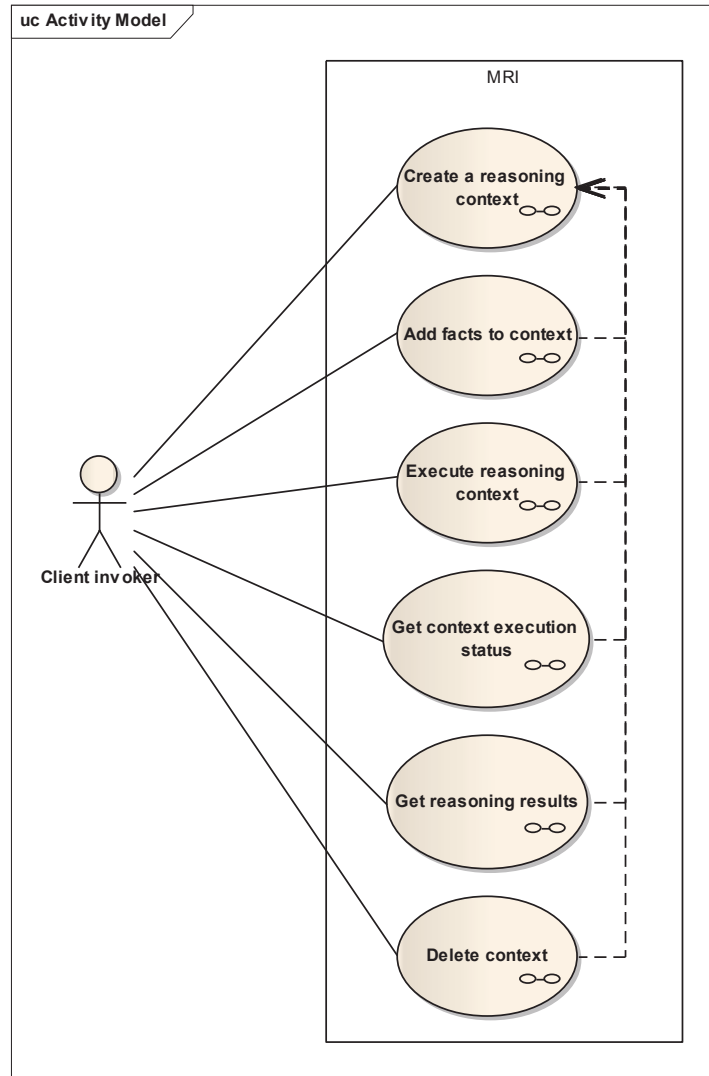 uc Activity Model
MRI
Create a reasoning
context
Add facts to context
Execute reasoning
context
Client invoker
Get context execution
status
Get reasoning results
Delete context